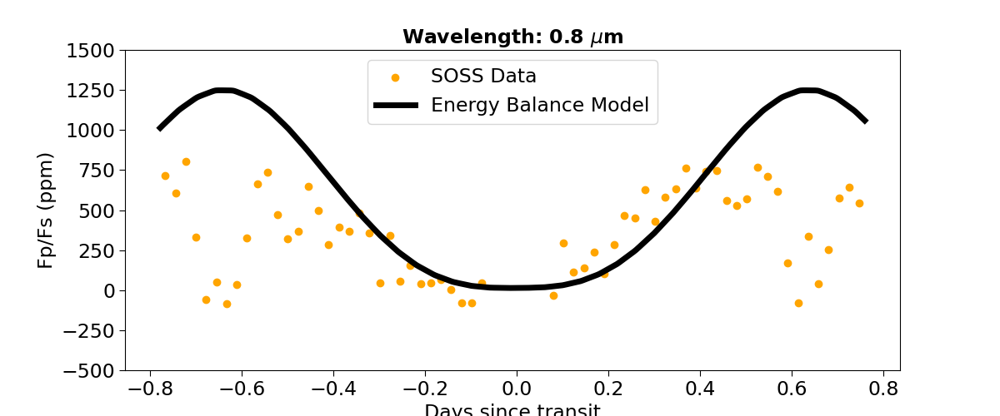 Wavelength: 0.8 μm
SOSS Data
Energy Balance Model
Fp/Fs (ppm)
1500
1250
1000
750
500
250
0
−250
−500
−0.8 −0.6 −0.4 −0.2 0.0 0.2 0.4 0.6 0.8
Days since transit